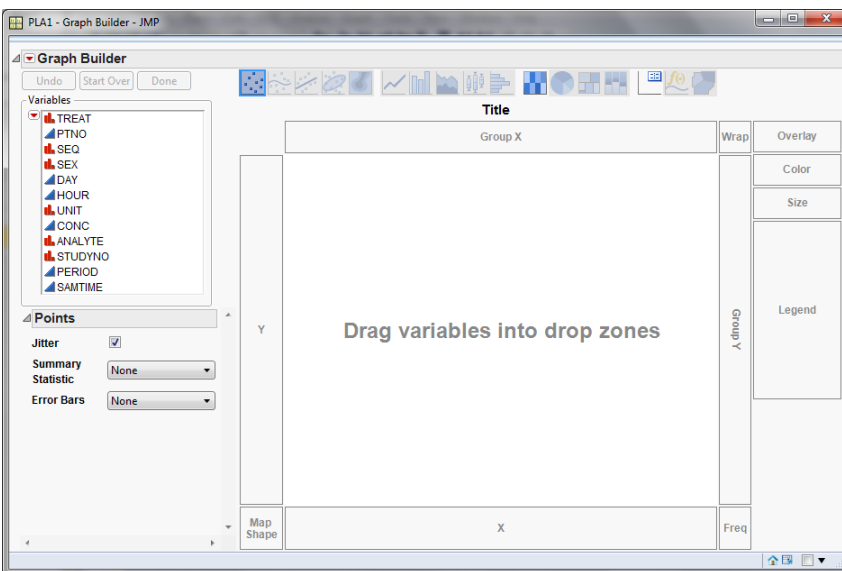 PLA1 - Graph Builder - JMP
Graph Builder
Undo Start Over Done
Variables
TREAT
PTNO
SEQ
SEX
DAY
HOUR
UNIT
CONC
ANALYTE
STUDYNO
PERIOD
SAMTIME
Points
Jitter
Summary
Statistic
None
Error Bars
None
Title
Group X
Wrap
Overlay
Color
Size
Y
Drag variables into drop zones
Group Y
Legend
Map
Shape
X
Freq